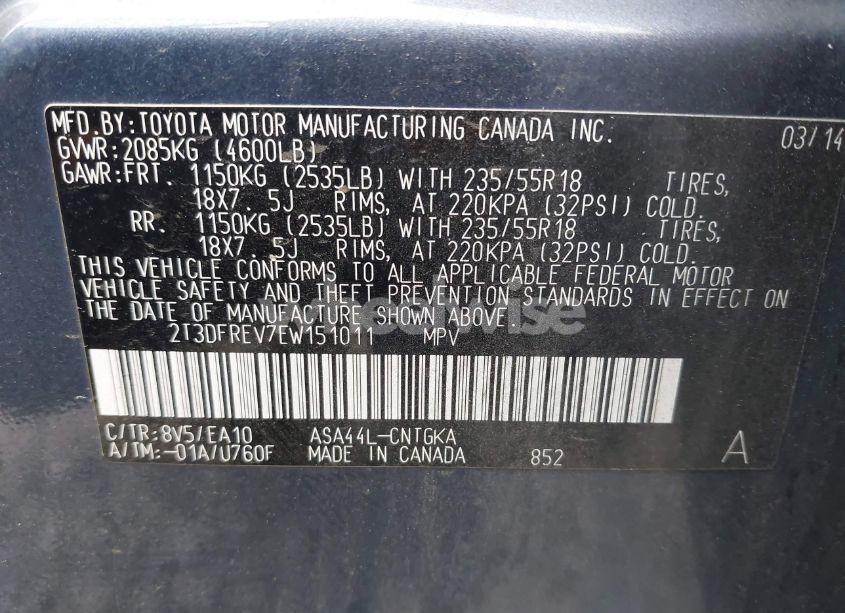 MFD.BY:TOYOTA MOTOR MANUFACTURING CANADA INC. 03/14
GVWR:2085KG (4600LB)
GAWR:FRT. 1150KG (2535LB) WITH 235/55R18 TIRES,
18X7.5J RIMS, AT 220KPA (32PSI) COLD.
RR. 1150KG (2535LB) WITH 235/55R18 TIRES,
18X7.5J RIMS, AT 220KPA (32PSI) COLD.
THIS VEHICLE CONFORMS TO ALL APPLICABLE FEDERAL MOTOR
VEHICLE SAFETY AND THEFT PREVENTION STANDARDS IN EFFECT ON
THE DATE OF MANUFACTURE SHOWN ABOVE.
2T3DFREV7EW151011 MPV
C/TR:8V5/EA10 ASA44L-CNTGKA
A/TM:-01A/U760F MADE IN CANADA 852 A